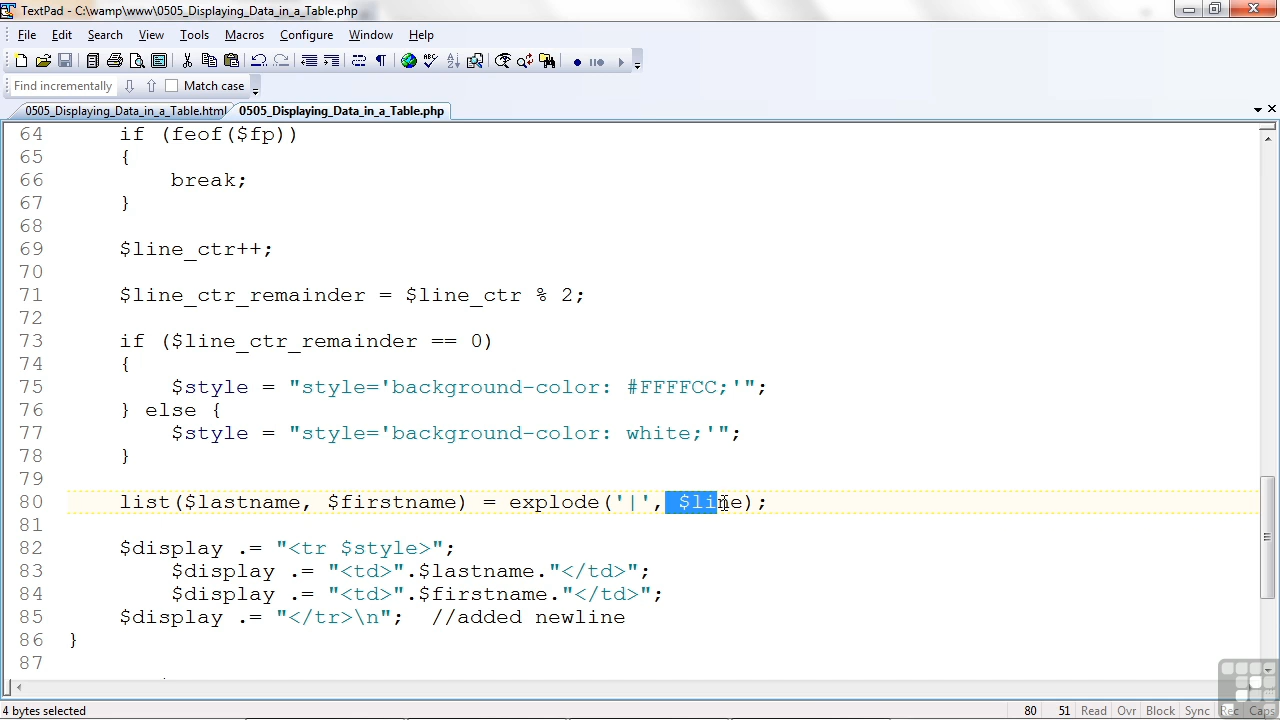 TextPad - C:\wamp\www\0505_Displaying_Data_in_a_Table.php
File Edit Search View Tools Macros Configure Window Help
Find incrementally Match case
0505_Displaying_Data_in_a_Table.html 0505_Displaying_Data_in_a_Table.php
64 if (feof($fp))
65 {
66 break;
67 }
68
69 $line_ctr++;
70
71 $line_ctr_remainder = $line_ctr % 2;
72
73 if ($line_ctr_remainder == 0)
74 {
75 $style = "style='background-color: #FFFFCC;'";
76 } else {
77 $style = "style='background-color: white;'";
78 }
79
80 list($lastname, $firstname) = explode('|', $line);
81
82 $display .= "<tr $style>";
83 $display .= "<td>".$lastname."</td>";
84 $display .= "<td>".$firstname."</td>";
85 $display .= "</tr>\n"; //added newline
86 }
87
4 bytes selected 80 51 Read Ovr Block Sync Rec Caps